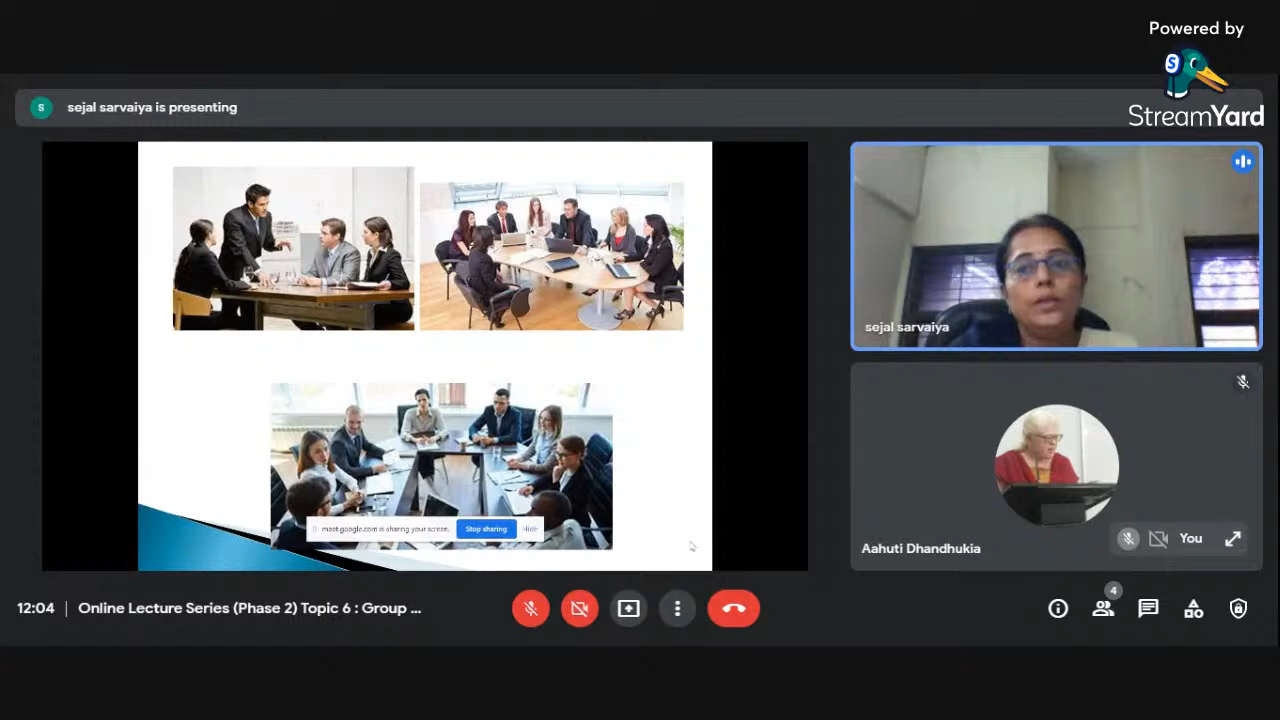 Powered by
S
StreamYard
S
sejal sarvaiya is presenting
sejal sarvaiya
meet.google.com is sharing your screen.
Stop sharing
Hide
Aahuti Dhandhukia
You
12:04
Online Lecture Series (Phase 2) Topic 6 : Group ...
4